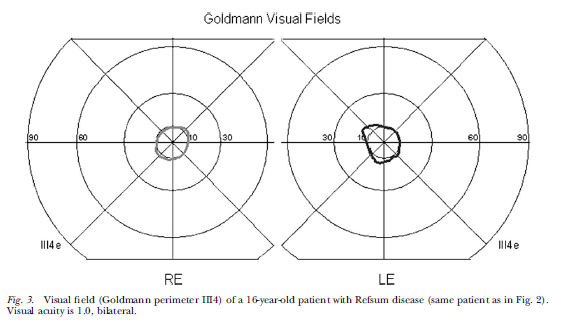 Goldmann Visual Fields
90 60 10 30 30 10 60 90
III4e III4e
RE LE
Fig. 3. Visual field (Goldmann perimeter III4) of a 16-year-old patient with Refsum disease (same patient as in Fig. 2).
Visual acuity is 1.0, bilateral.